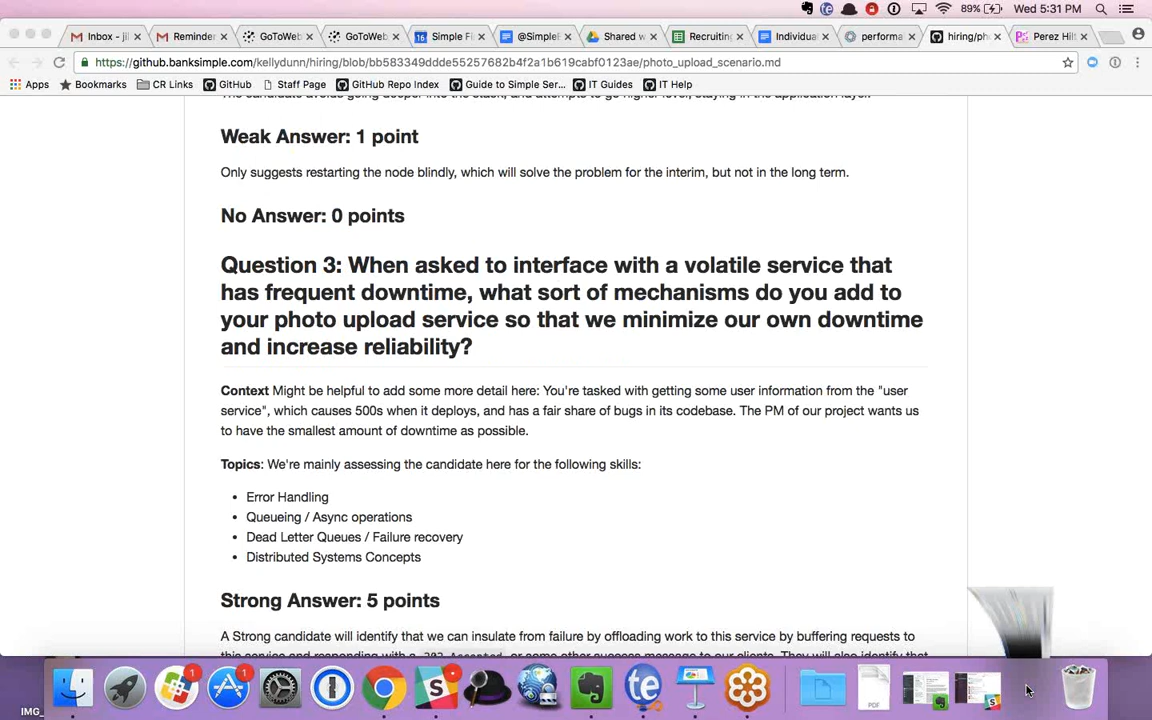 89% Wed 5:31 PM
Inbox - jil
Reminder
GoToWeb
GoToWeb
16 Simple Fi
@SimpleB
Shared w
Recruiting
Individua
performa
hiring/pho
Perez Hilt
https://github.banksimple.com/kellydunn/hiring/blob/bb583349ddde55257682b4f2a1b619cabf0123ae/photo_upload_scenario.md
Apps Bookmarks CR Links GitHub Staff Page GitHub Repo Index Guide to Simple Ser... IT Guides IT Help
Weak Answer: 1 point
Only suggests restarting the node blindly, which will solve the problem for the interim, but not in the long term.
No Answer: 0 points
Question 3: When asked to interface with a volatile service that
has frequent downtime, what sort of mechanisms do you add to
your photo upload service so that we minimize our own downtime
and increase reliability?
Context Might be helpful to add some more detail here: You're tasked with getting some user information from the "user
service", which causes 500s when it deploys, and has a fair share of bugs in its codebase. The PM of our project wants us
to have the smallest amount of downtime as possible.
Topics: We're mainly assessing the candidate here for the following skills:
Error Handling
Queueing / Async operations
Dead Letter Queues / Failure recovery
Distributed Systems Concepts
Strong Answer: 5 points
A Strong candidate will identify that we can insulate from failure by offloading work to this service by buffering requests to
1
1
te
PDF
IMG_